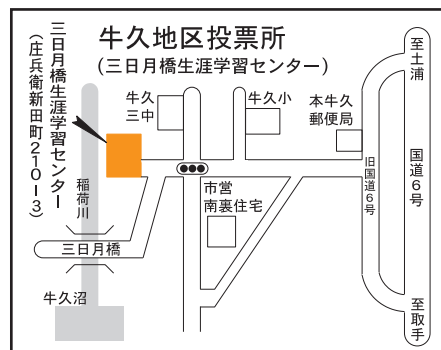 牛久地区投票所
(三日月橋生涯学習センター)
三日月橋生涯学習センター
(庄兵衛新田町210-3)
牛久
三中
牛久小
本牛久
郵便局
至土浦
国道6号
旧国道6号
至取手
市営
南裏住宅
稲荷川
三日月橋
牛久沼